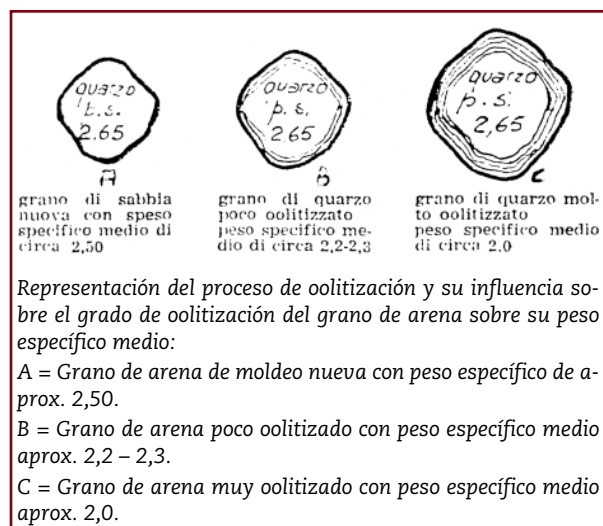 quarzo
p.s.
2.65
A
quarzo
p. s.
2,65
B
quarzo
p. s.
2,65
C
grano di sabbia
nuova con speso
specifico medio di
circa 2,50
grano di quarzo
poco oolitizzato
peso specifico me-
dio di circa 2,2-2,3
grano di quarzo mol-
to oolitizzato
peso specifico medio
di circa 2,0
Representación del proceso de oolitización y su influencia so-
bre el grado de oolitización del grano de arena sobre su peso
específico medio:
A = Grano de arena de moldeo nueva con peso específico de a-
prox. 2,50.
B = Grano de arena poco oolitizado con peso específico medio
aprox. 2,2 – 2,3.
C = Grano de arena muy oolitizado con peso específico medio
aprox. 2,0.